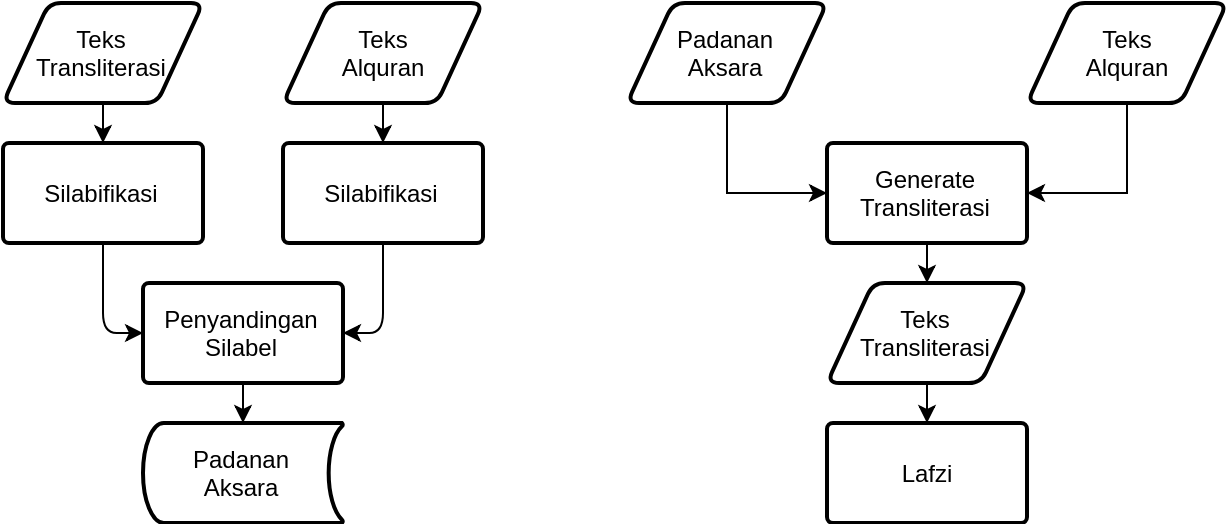 Teks
Transliterasi
Teks
Alquran
Silabifikasi
Silabifikasi
Penyandingan
Silabel
Padanan
Aksara
Padanan
Aksara
Teks
Alquran
Generate
Transliterasi
Teks
Transliterasi
Lafzi